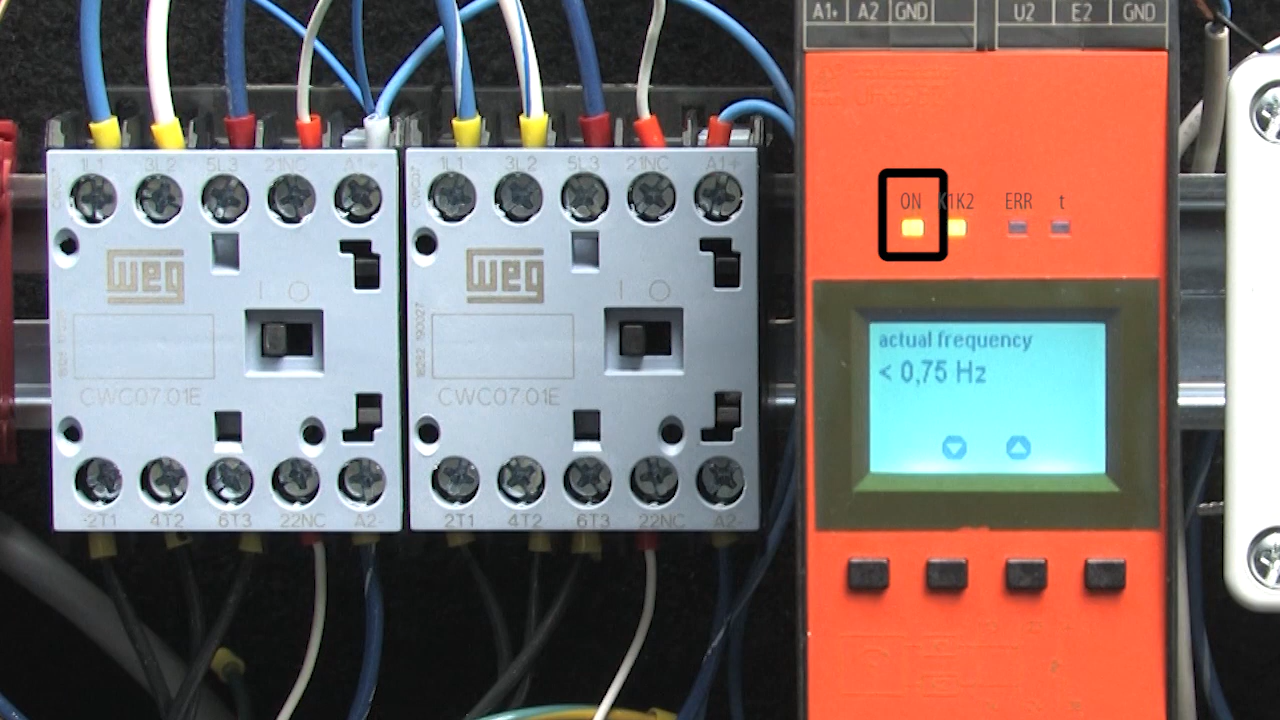 A1+ A2 GND
U2 E2 GND
1L1 3L2 5L3 21NC A1+
1L1 3L2 5L3 21NC A1+
ON K1K2 ERR t
weg
weg
I O
I O
actual frequency
< 0,75 Hz
CWC07.01E
CWC07.01E
2T1 4T2 6T3 22NC A2-
2T1 4T2 6T3 22NC A2-